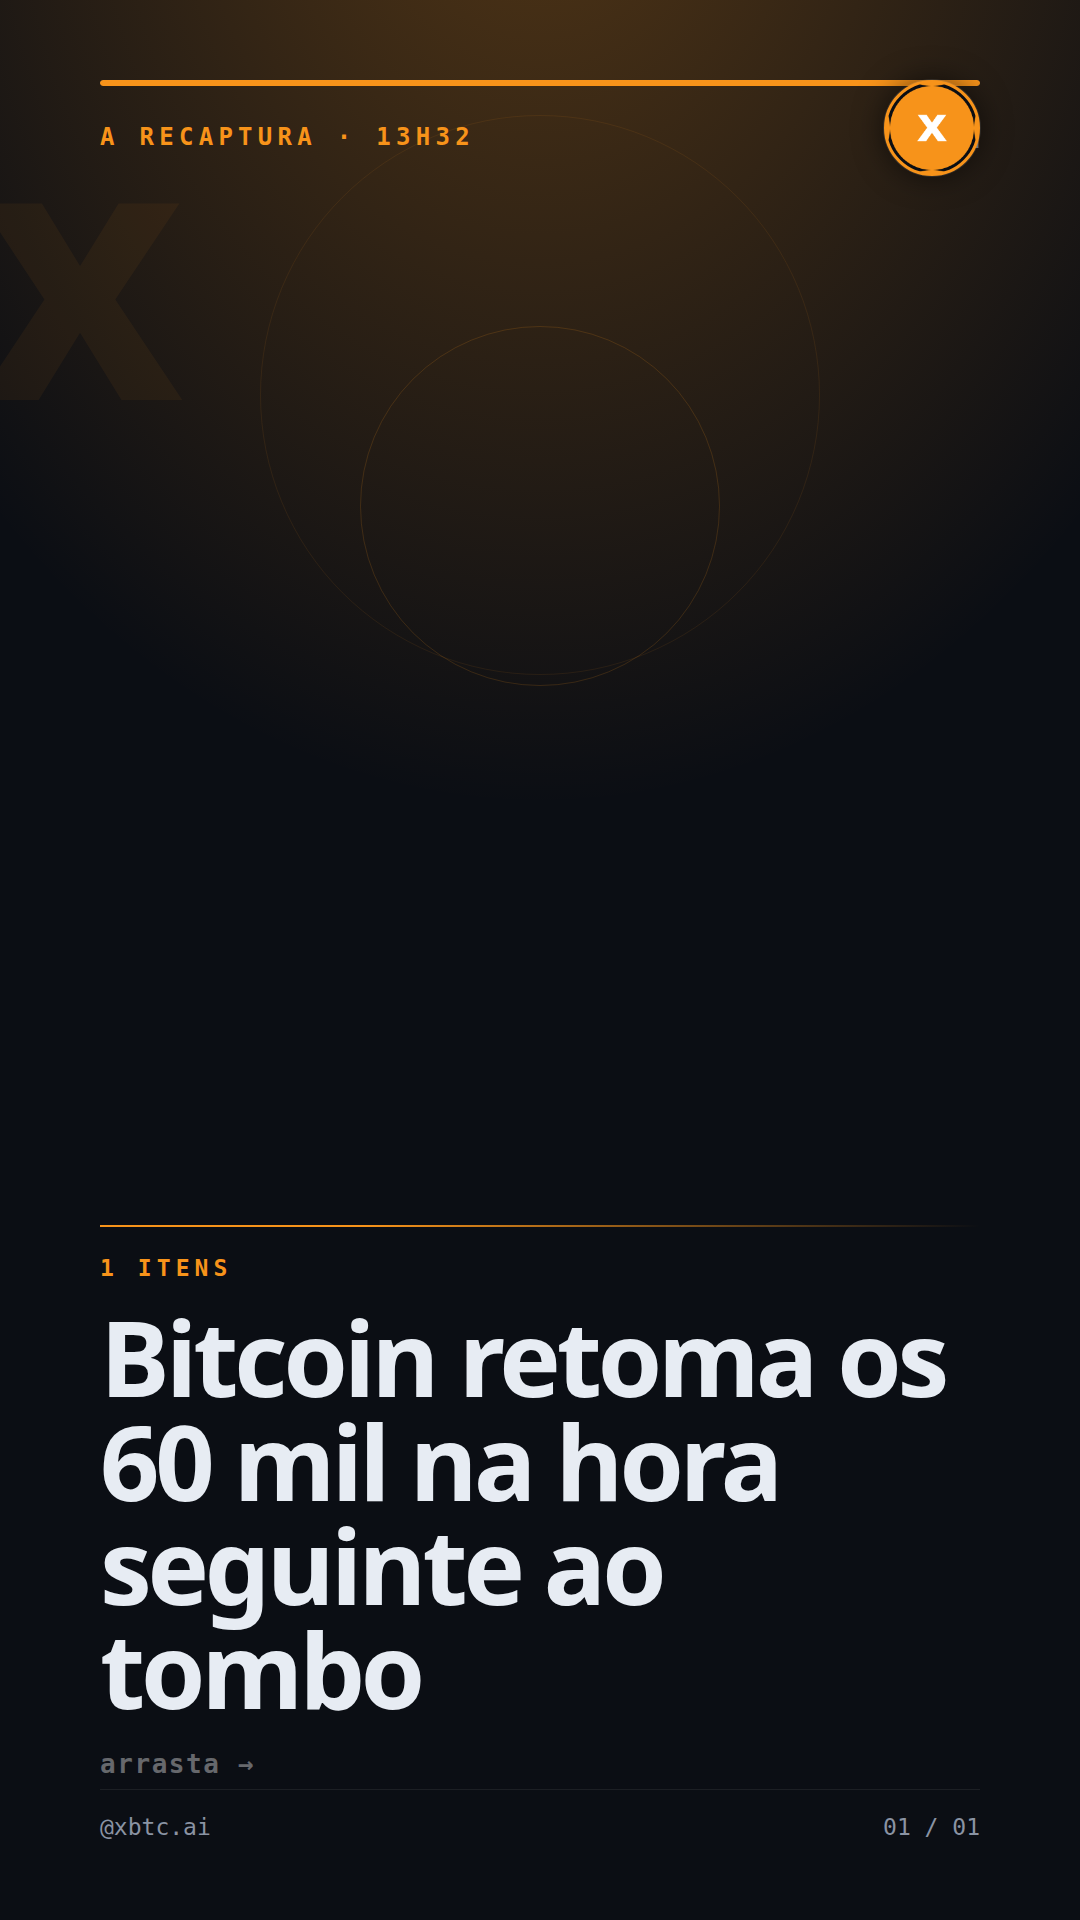 A RECAPTURA · 13H32
X
X
1 ITENS
Bitcoin retoma os
60 mil na hora
seguinte ao
tombo
arrasta →
@xbtc.ai
01 / 01